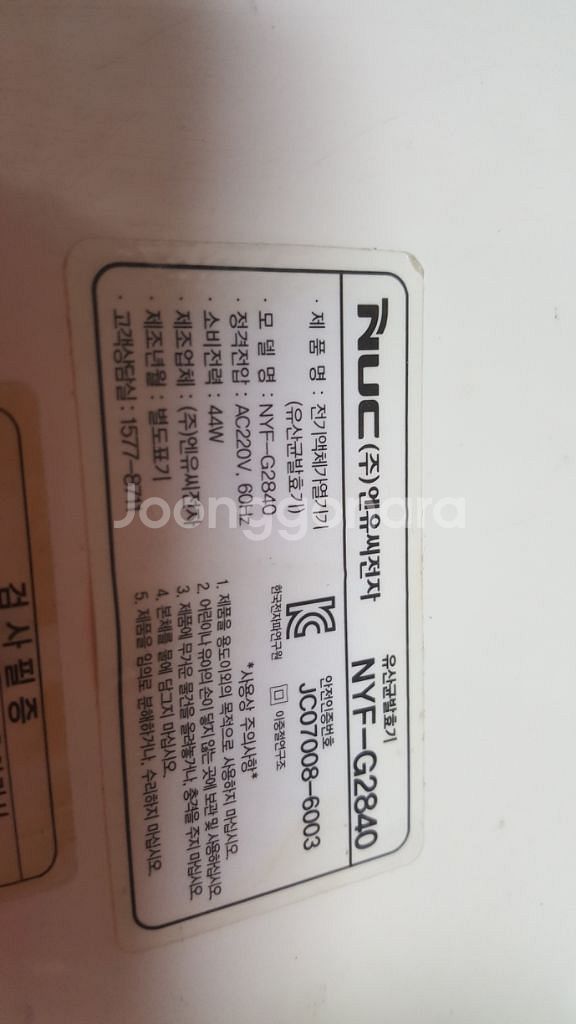 NUC (주)엔유씨전자
유산균발효기
NYF-G2840
· 제 품 명 : 전기액체가열기기
(유산균발효기)
· 모 델 명 : NYF-G2840
· 정격전압 : AC220V, 60Hz
· 소비전력 : 44W
· 제조업체 : (주)엔유씨전자
· 제조년월 : 별도표기
· 고객상담실 : 1577-8711
안전인증번호
JC07008-6003
한국전자파연구원
이중절연구조
*사용상 주의사항*
1. 제품을 용도이외의 목적으로 사용하지 마십시오.
2. 어린이나 유아의 손이 닿지 않는 곳에 보관 및 사용하십시오.
3. 제품에 무거운 물건을 올려놓거나, 충격을 주지 마십시오.
4. 본체를 물에 담그지 마십시오.
5. 제품을 임의로 분해하거나, 수리하지 마십시오.
검사필증
Joonggonara